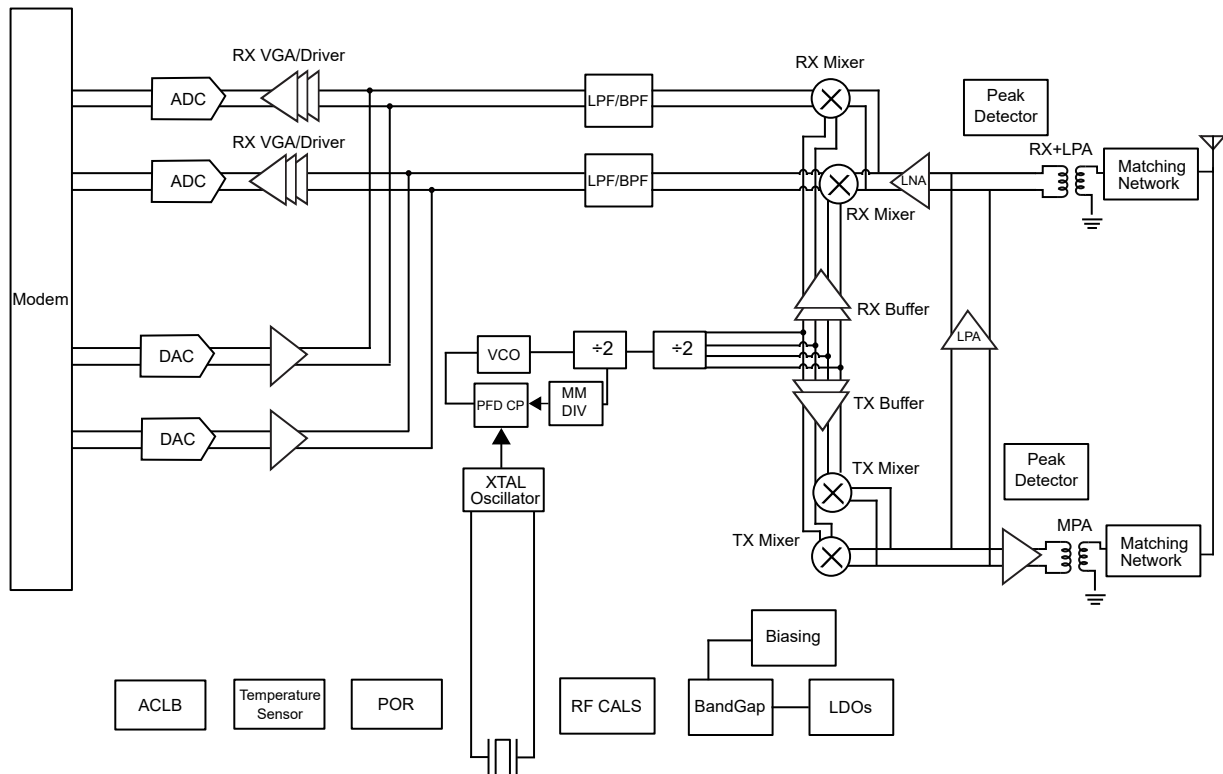 RX VGA/Driver
RX Mixer
ADC
LPF/BPF
Peak
Detector
RX VGA/Driver
RX+LPA
ADC
LPF/BPF
LNA
Matching
Network
RX Mixer
Modem
RX Buffer
LPA
DAC
VCO
÷2
÷2
PFD CP
MM
DIV
TX Buffer
DAC
XTAL
Oscillator
TX Mixer
Peak
Detector
TX Mixer
MPA
Matching
Network
Biasing
ACLB
Temperature
Sensor
POR
RF CALS
BandGap
LDOs